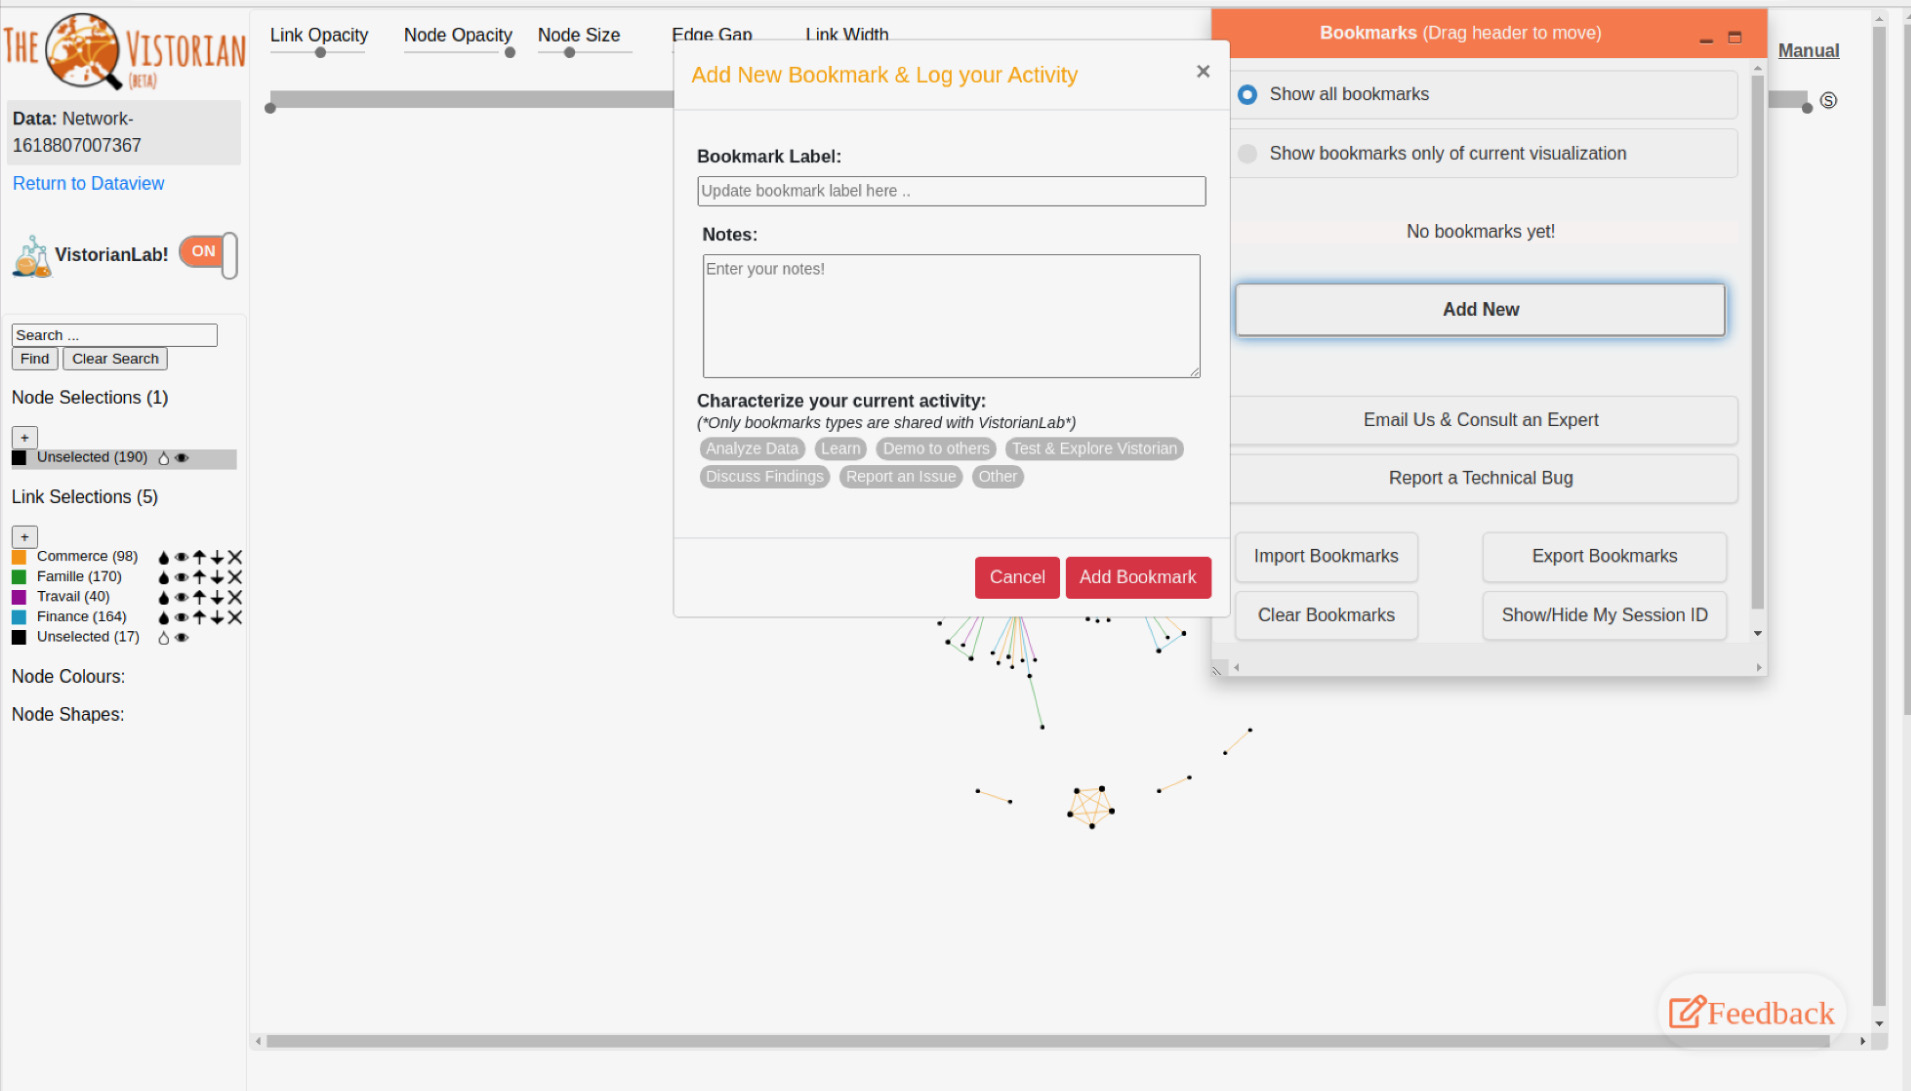 THE VISTORIAN
(BETA)
Data: Network-
1618807007367
Return to Dataview
VistorianLab! ON
Search ...
Find Clear Search
Node Selections (1)
+
Unselected (190)
Link Selections (5)
+
Commerce (98)
Famille (170)
Travail (40)
Finance (164)
Unselected (17)
Node Colours:
Node Shapes:
Link Opacity Node Opacity Node Size Edge Gap Link Width
Add New Bookmark & Log your Activity ×
Bookmark Label:
Update bookmark label here ..
Notes:
Enter your notes!
Characterize your current activity:
(*Only bookmarks types are shared with VistorianLab*)
Analyze Data Learn Demo to others Test & Explore Vistorian
Discuss Findings Report an Issue Other
Cancel Add Bookmark
Bookmarks (Drag header to move)
Show all bookmarks
Show bookmarks only of current visualization
No bookmarks yet!
Add New
Email Us & Consult an Expert
Report a Technical Bug
Import Bookmarks Export Bookmarks
Clear Bookmarks Show/Hide My Session ID
Manual
S
Feedback